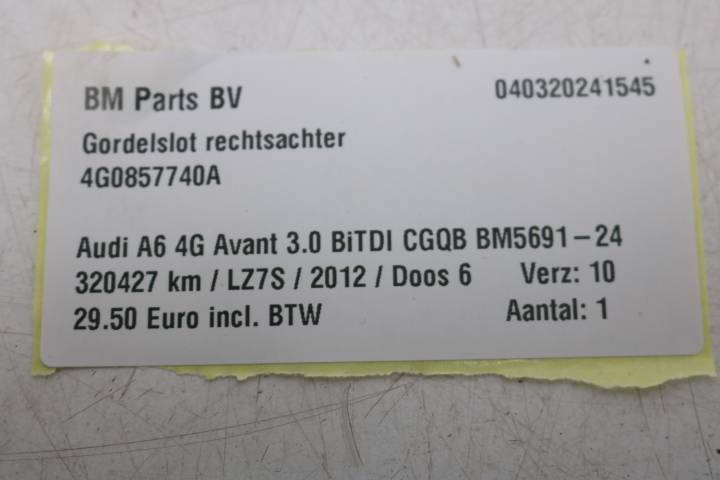 BM Parts BV 040320241545
Gordelslot rechtsachter
4G0857740A
Audi A6 4G Avant 3.0 BiTDI CGQB BM5691-24
320427 km / LZ7S / 2012 / Doos 6 Verz: 10
29.50 Euro incl. BTW Aantal: 1